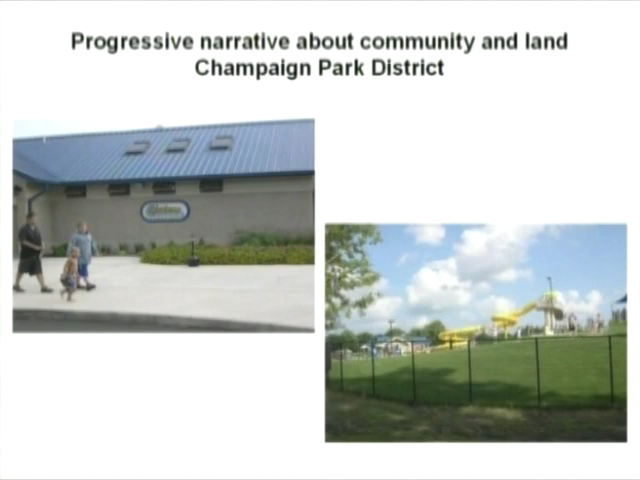 Progressive narrative about community and land
Champaign Park District